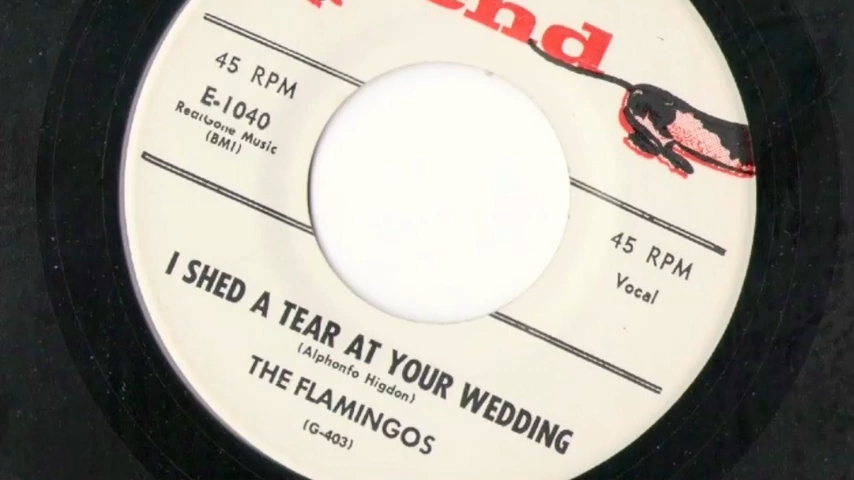 end
45 RPM
E-1040
RealGone Music
(BMI)
45 RPM
Vocal
I SHED A TEAR AT YOUR WEDDING
(Alphonfo Higdon)
THE FLAMINGOS
(G-403)